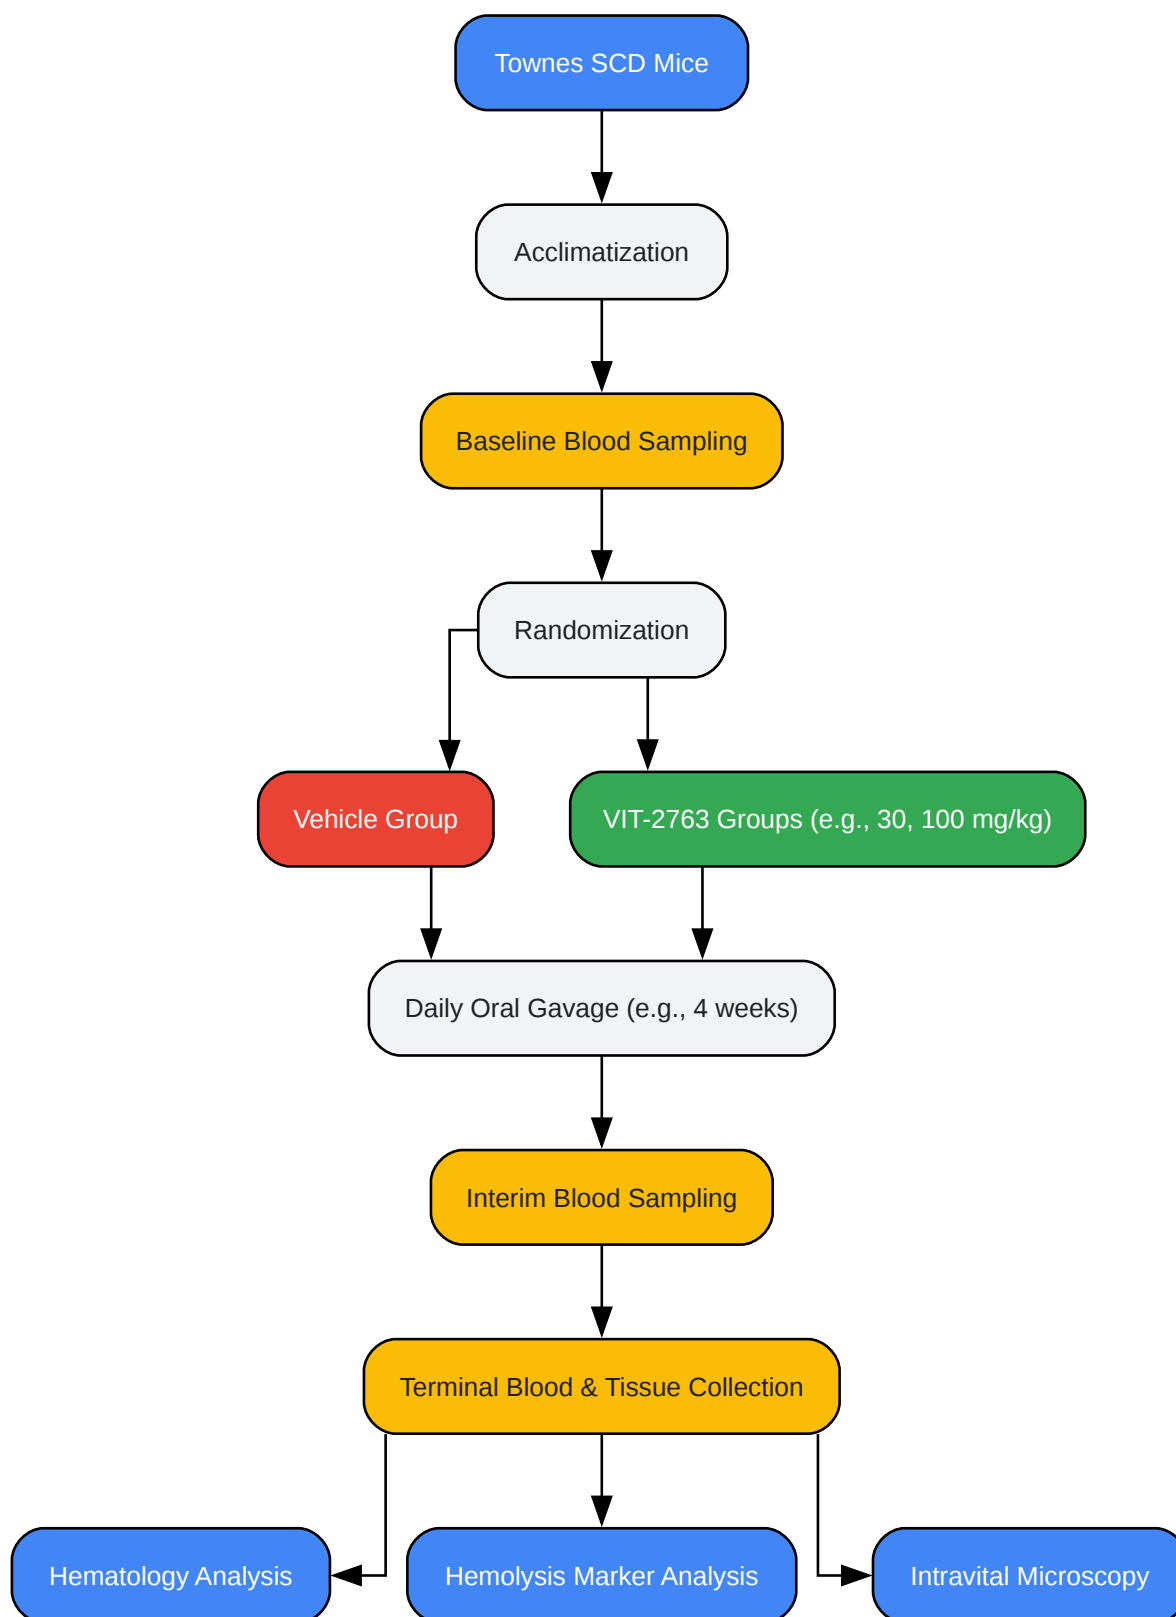 Townes SCD Mice
Acclimatization
Baseline Blood Sampling
Randomization
Vehicle Group
VIT-2763 Groups (e.g., 30, 100 mg/kg)
Daily Oral Gavage (e.g., 4 weeks)
Interim Blood Sampling
Terminal Blood & Tissue Collection
Hematology Analysis
Hemolysis Marker Analysis
Intravital Microscopy